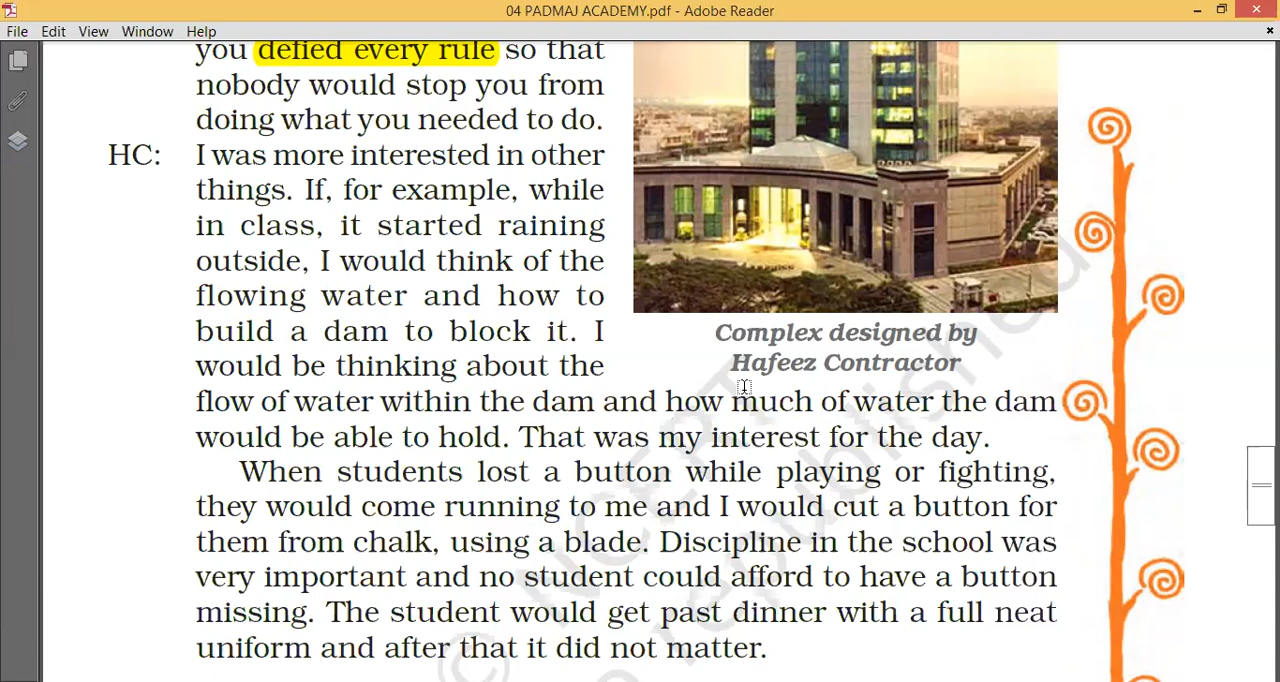 04 PADMAJ ACADEMY.pdf - Adobe Reader
File Edit View Window Help
you defied every rule so that
nobody would stop you from
doing what you needed to do.
HC: I was more interested in other
things. If, for example, while
in class, it started raining
outside, I would think of the
flowing water and how to
build a dam to block it. I
would be thinking about the
Complex designed by
Hafeez Contractor
flow of water within the dam and how much of water the dam
would be able to hold. That was my interest for the day.
When students lost a button while playing or fighting,
they would come running to me and I would cut a button for
them from chalk, using a blade. Discipline in the school was
very important and no student could afford to have a button
missing. The student would get past dinner with a full neat
uniform and after that it did not matter.
© NCERT
republished